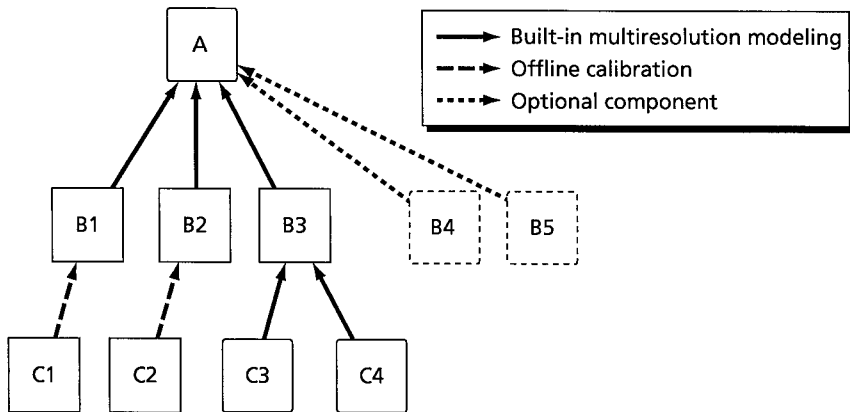 A
Built-in multiresolution modeling
Offline calibration
Optional component
B1
B2
B3
B4
B5
C1
C2
C3
C4